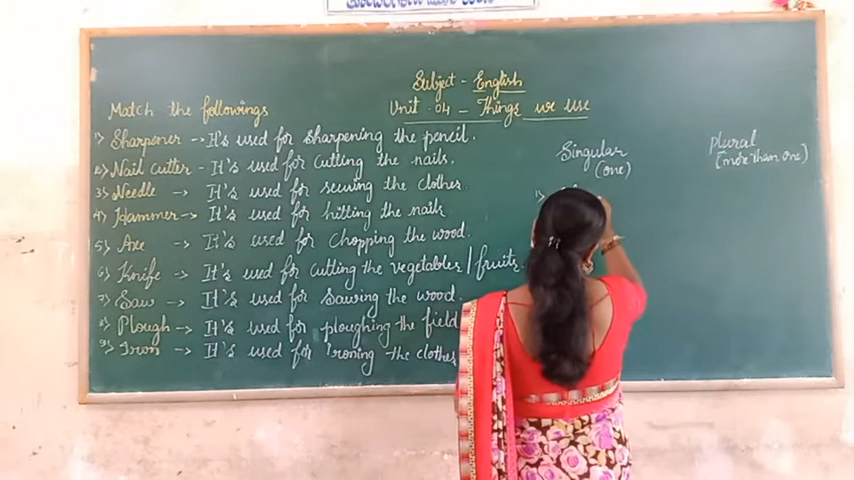 Subject - English
Unit - 04 - Things we use
Match the followings
1) Sharpener - It's used for sharpening the pencil.
2) Nail cutter - It's used for cutting the nails.
3) Needle -> It's used for sewing the clothes.
4) Hammer -> It's used for hitting the nails.
5) Axe -> It's used for chopping the wood.
6) Knife -> It's used for cutting the vegetables / fruits.
7) Saw -> It's used for sawing the wood.
8) Plough -> It's used for ploughing the field
9) Iron -> It's used for Ironing the clothes
Singular
(one)
1)
plural
[more than one]